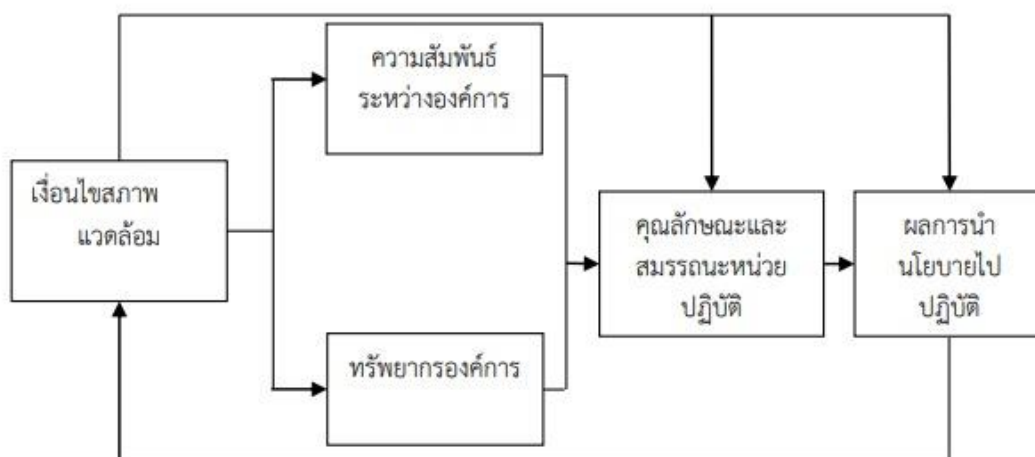 ความสัมพันธ์
ระหว่างองค์การ
เงื่อนไขสภาพ
แวดล้อม
ทรัพยากรองค์การ
คุณลักษณะและ
สมรรถนะหน่วย
ปฏิบัติ
ผลการนำ
นโยบายไป
ปฏิบัติ